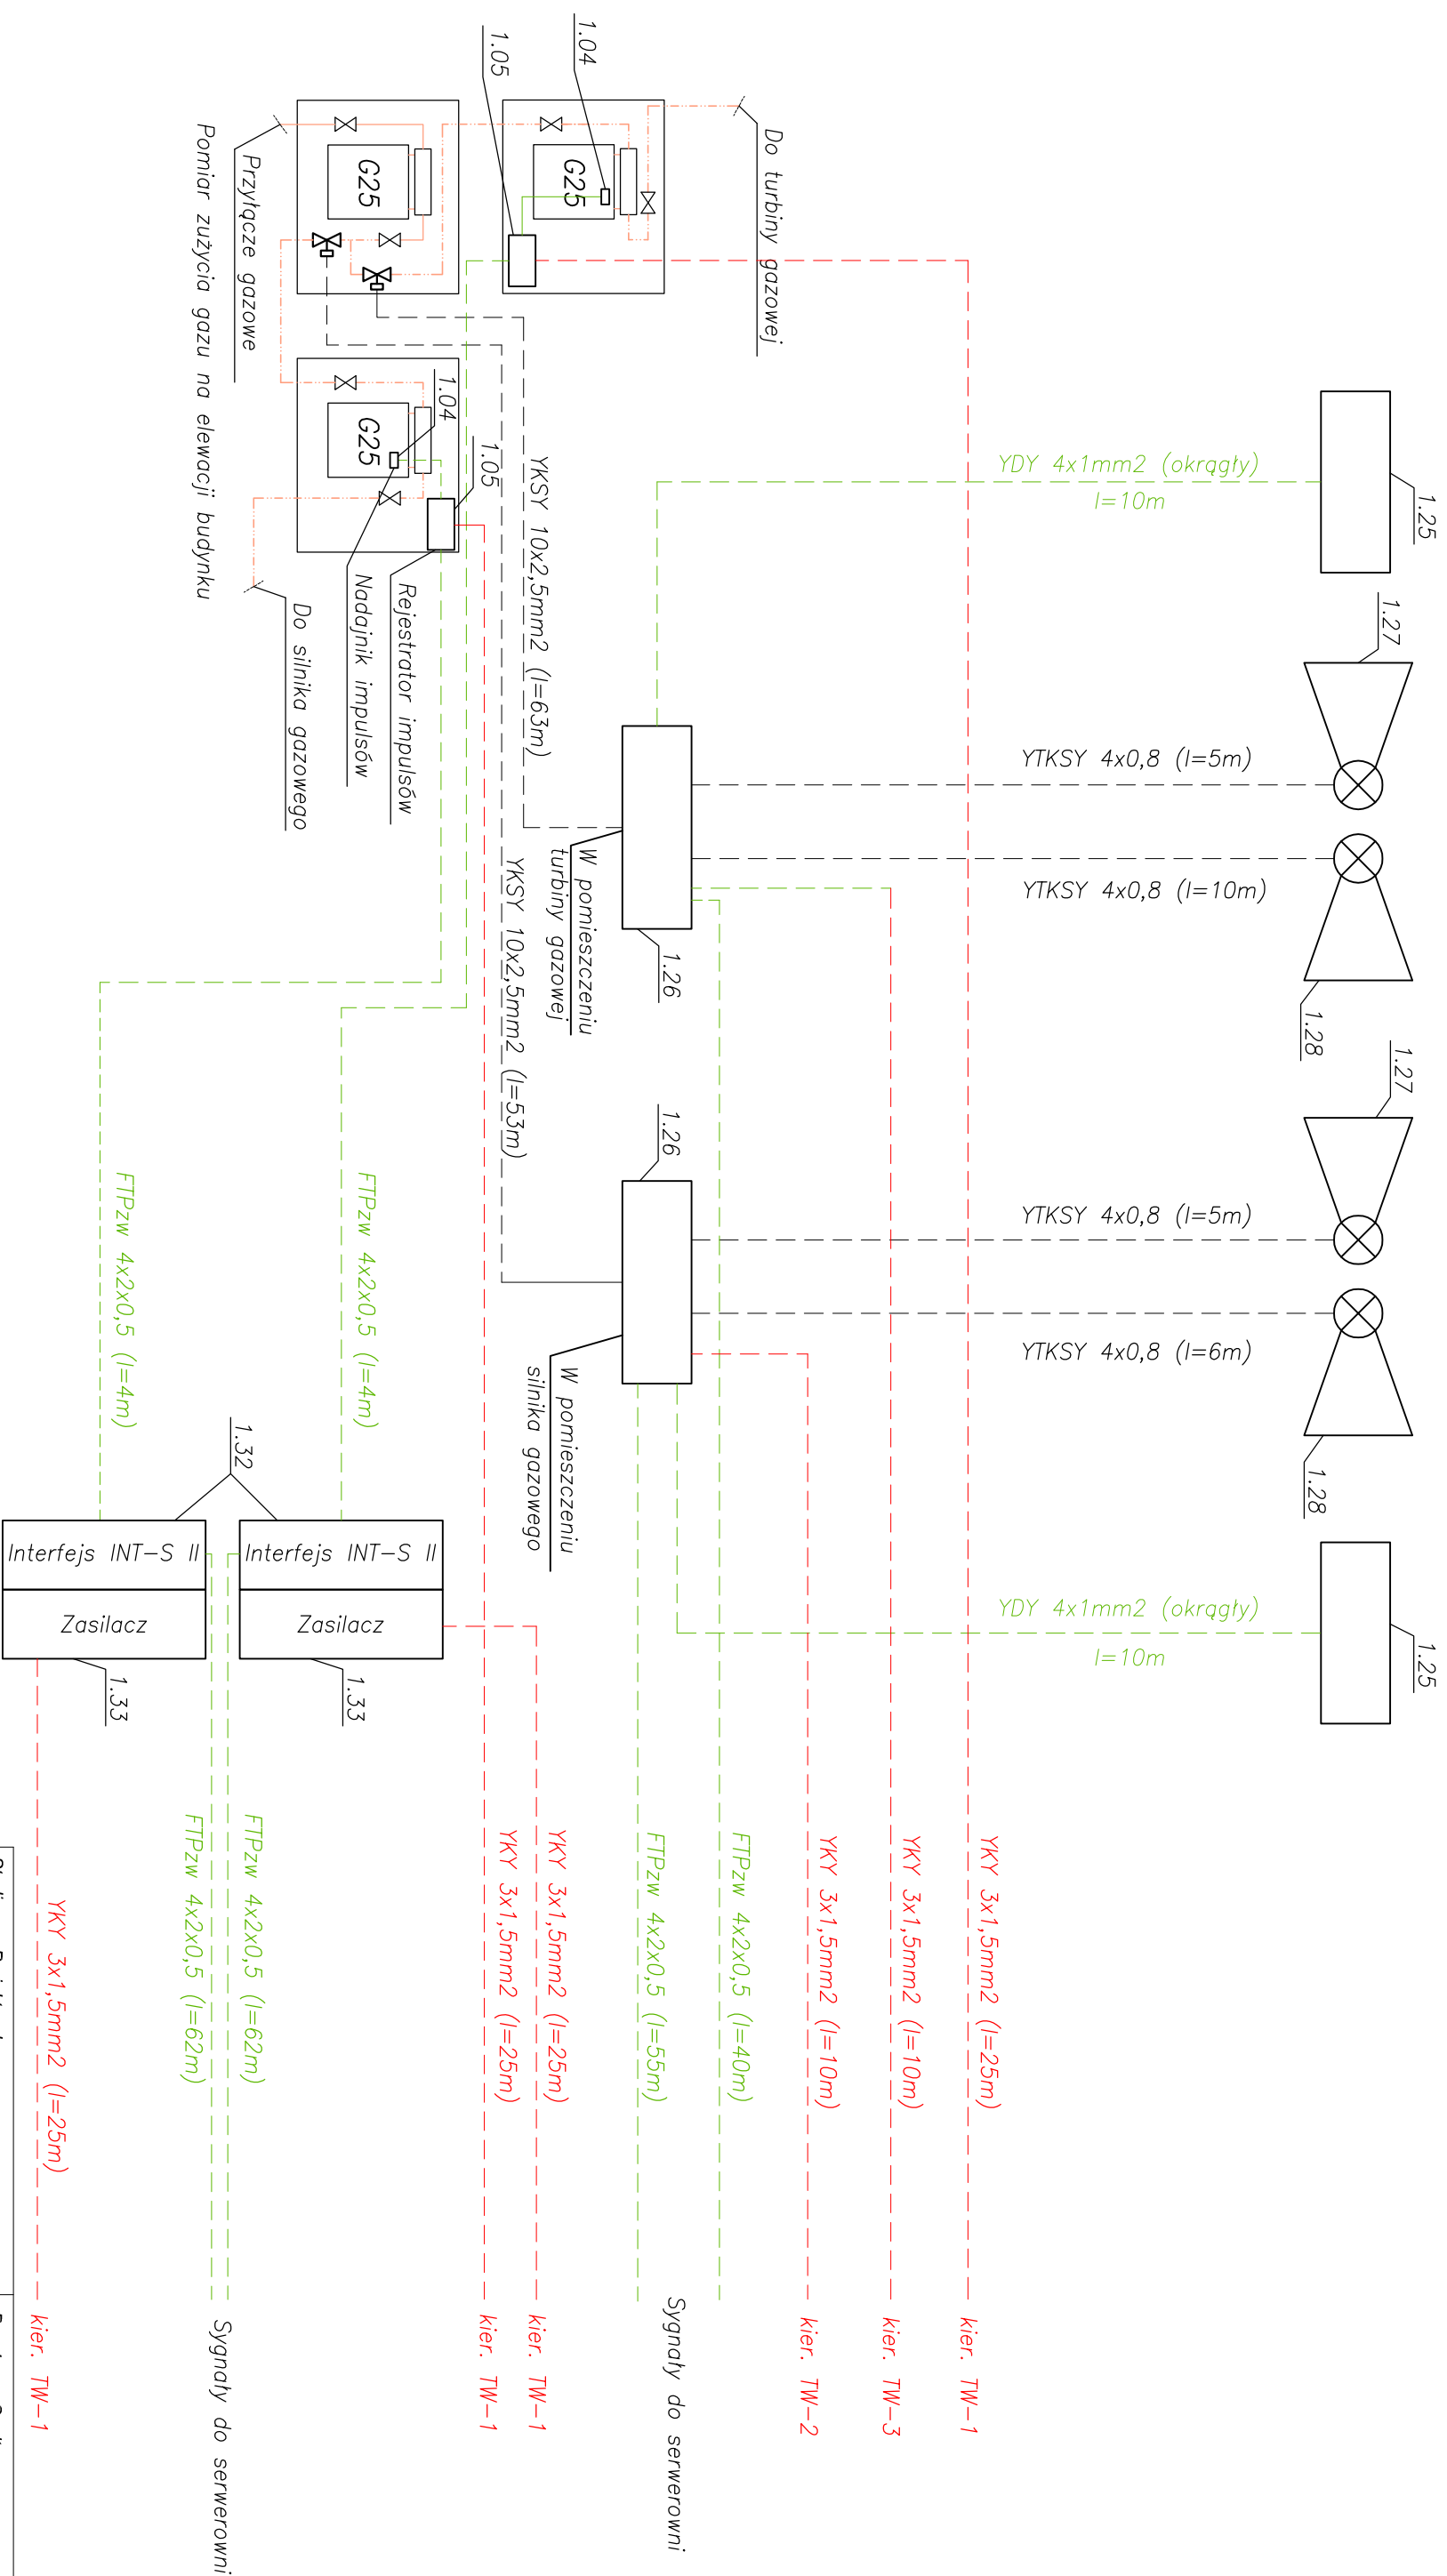 1.25
1.27
1.28
1.27
1.28
1.25
YDY 4x1mm2 (okrągły)
l=10m
YTKSY 4x0,8 (l=5m)
YTKSY 4x0,8 (l=10m)
YTKSY 4x0,8 (l=5m)
YTKSY 4x0,8 (l=6m)
YDY 4x1mm2 (okrągły)
l=10m
YKY 3x1,5mm2 (l=25m)
kier. TW-1
YKY 3x1,5mm2 (l=10m)
kier. TW-3
YKY 3x1,5mm2 (l=10m)
kier. TW-2
Do turbiny gazowej
FTPzw 4x2x0,5 (l=40m)
Sygnały do serwerowni
FTPzw 4x2x0,5 (l=55m)
1.26
1.26
W pomieszczeniu
turbiny gazowej
W pomieszczeniu
silnika gazowego
1.04
1.05
G25
YKSY 10x2,5mm2 (l=63m)
YKSY 10x2,5mm2 (l=53m)
YKY 3x1,5mm2 (l=25m)
kier. TW-1
YKY 3x1,5mm2 (l=25m)
kier. TW-1
1.05
1.04
G25
G25
Rejestrator impulsów
Nadajnik impulsów
Do silnika gazowego
Przyłącze gazowe
Pomiar zużycia gazu na elewacji budynku
FTPzw 4x2x0,5 (l=4m)
Interfejs INT-S II
Zasilacz
1.33
1.32
FTPzw 4x2x0,5 (l=62m)
Sygnały do serwerowni
FTPzw 4x2x0,5 (l=62m)
FTPzw 4x2x0,5 (l=4m)
Interfejs INT-S II
Zasilacz
1.33
YKY 3x1,5mm2 (l=25m)
kier. TW-1